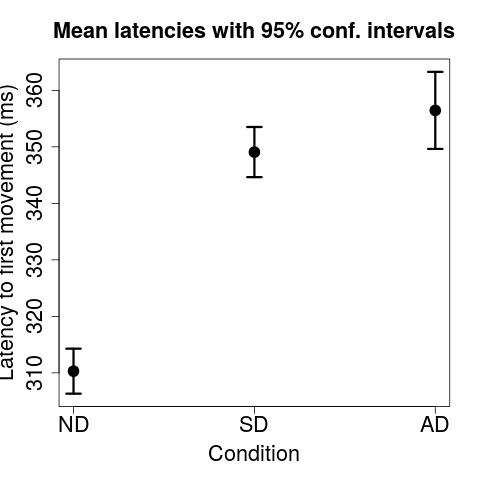 Mean latencies with 95% conf. intervals
Latency to first movement (ms)
360
350
340
330
320
310
ND SD AD
Condition